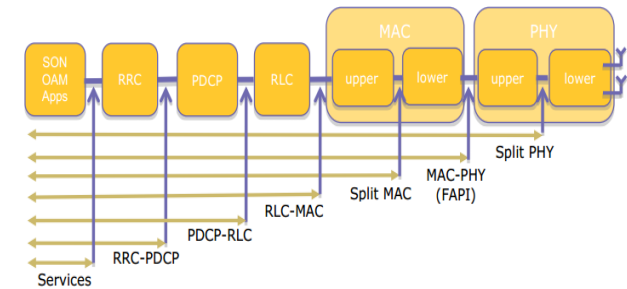 MAC
PHY
SON
OAM
Apps
RRC
PDCP
RLC
upper
lower
upper
lower
Split PHY
MAC-PHY
(FAPI)
Split MAC
RLC-MAC
PDCP-RLC
RRC-PDCP
Services